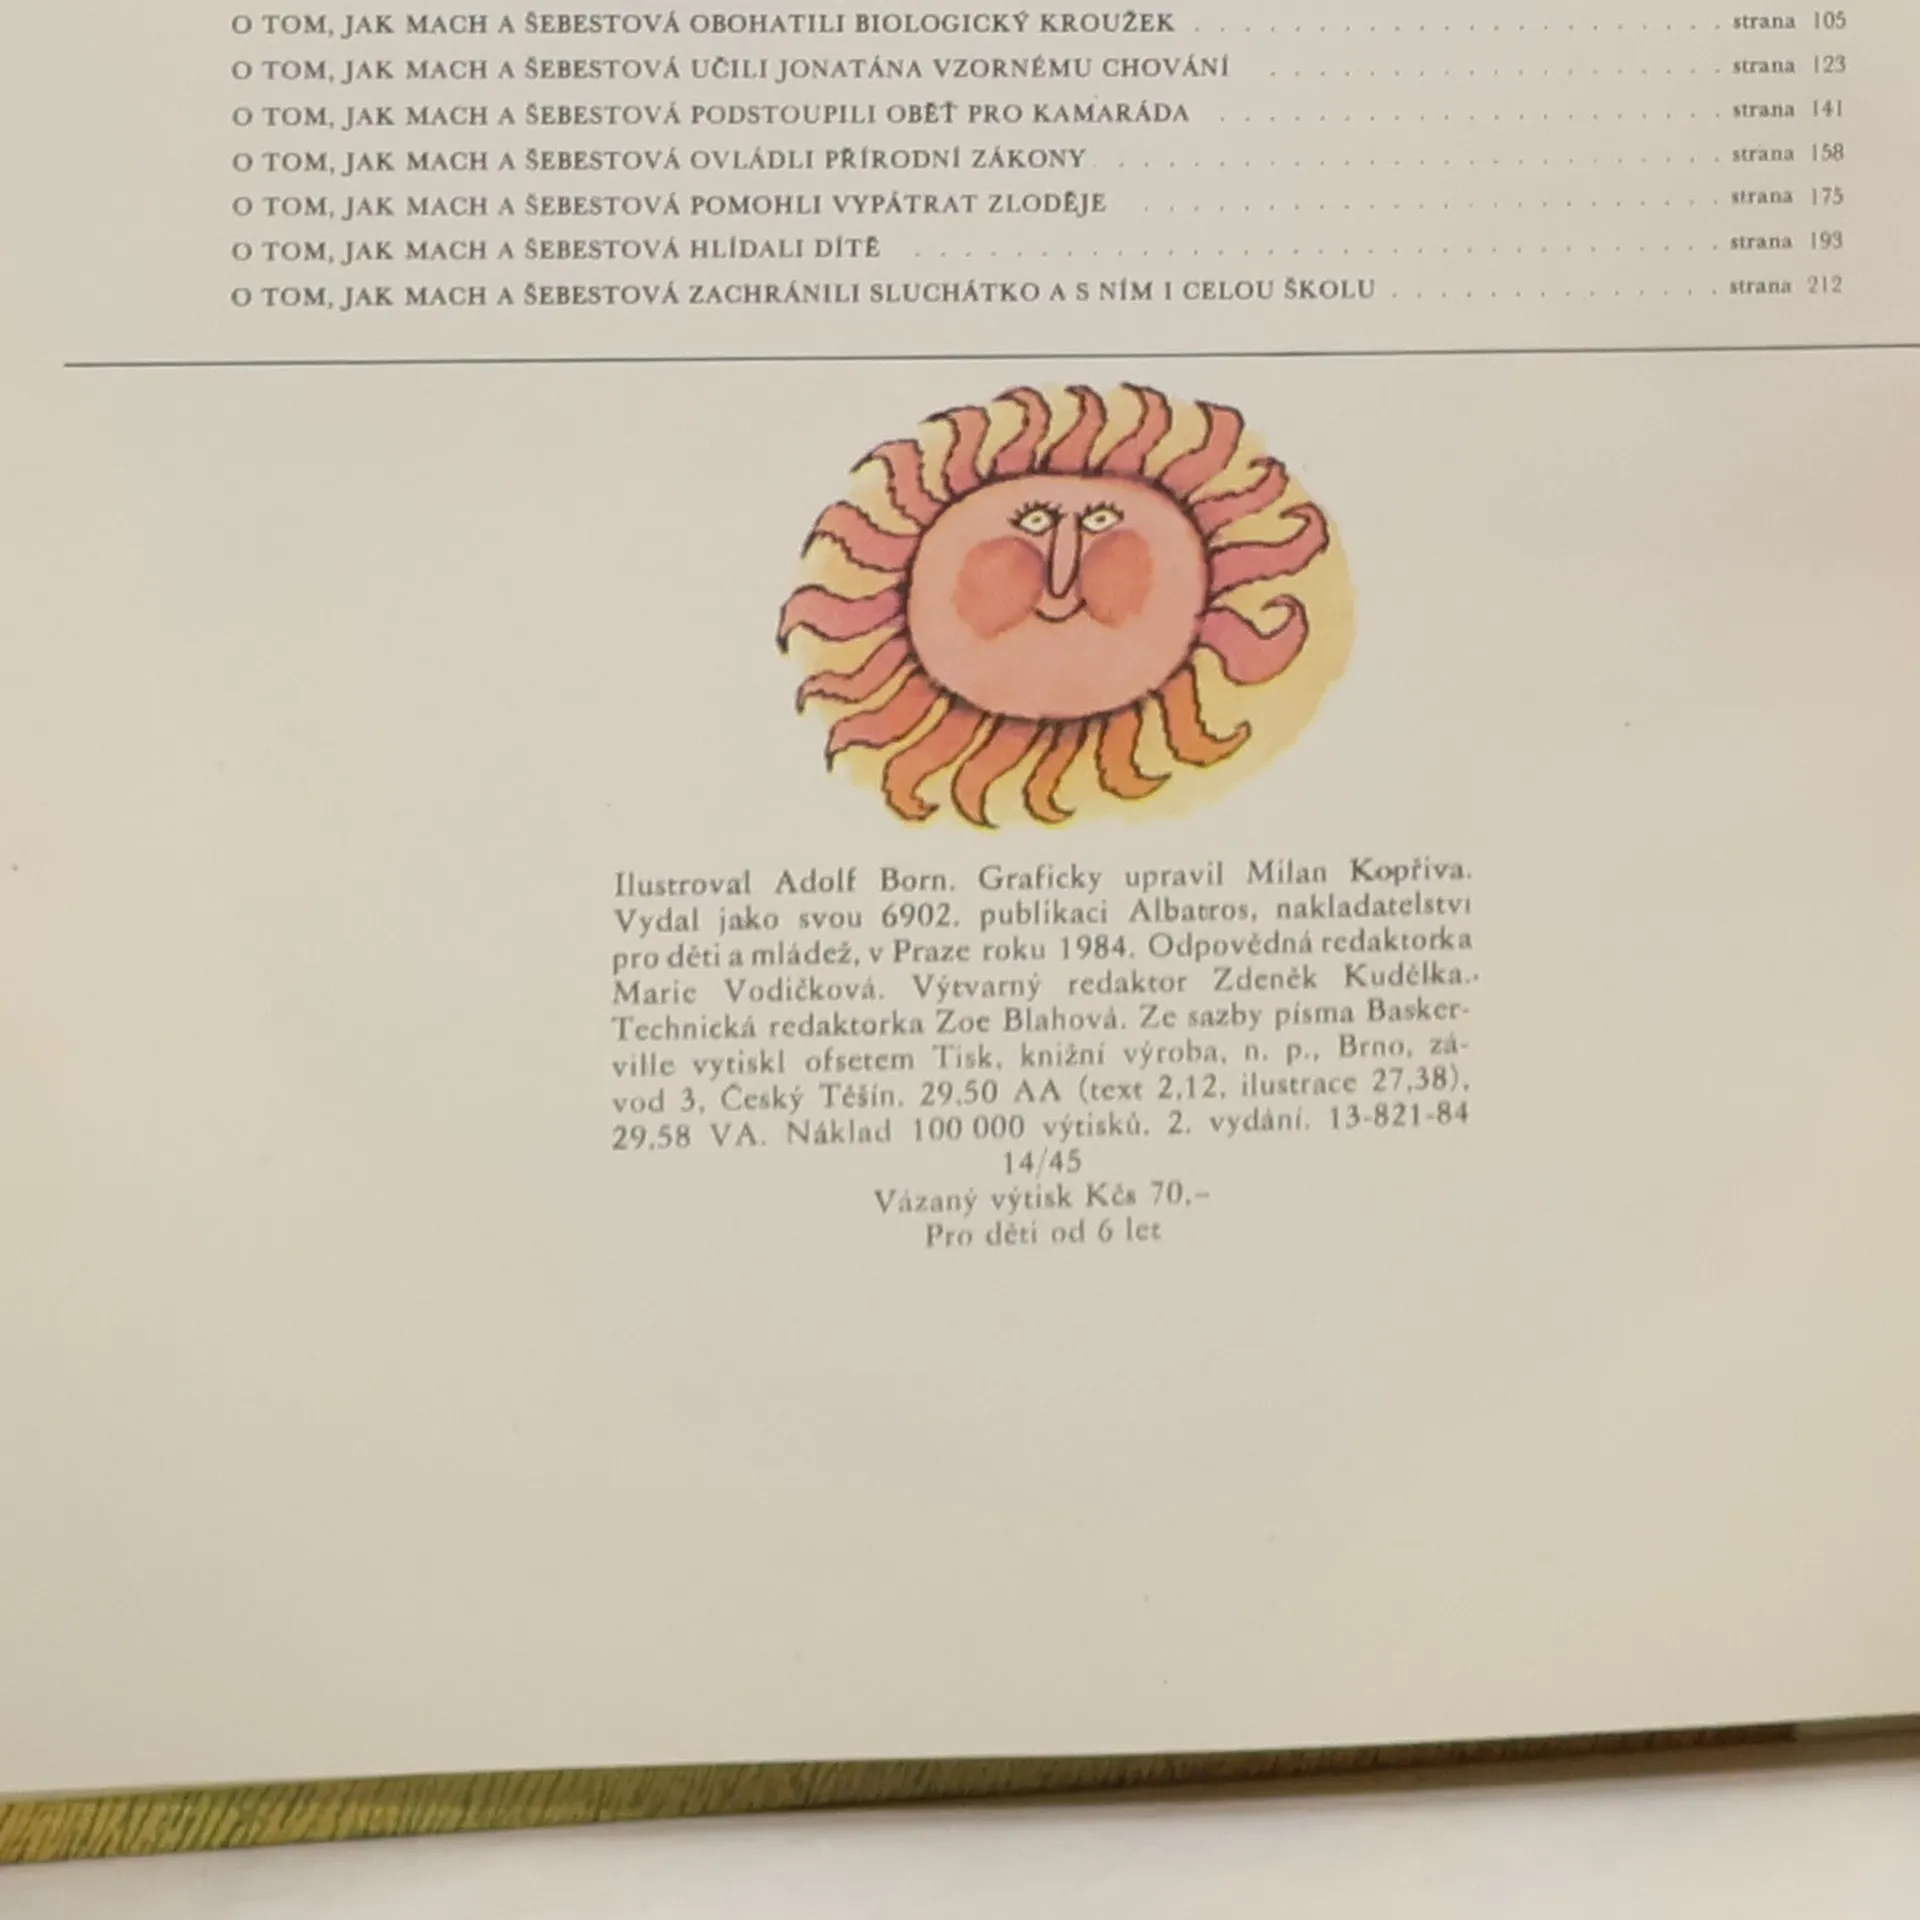 O TOM, JAK MACH A ŠEBESTOVÁ OBOHATILI BIOLOGICKÝ KROUŽEK . . . . . . . . . . . . . . . . . . . . . . . . . strana 105
O TOM, JAK MACH A ŠEBESTOVÁ UČILI JONATÁNA VZORNÉMU CHOVÁNÍ . . . . . . . . . . . . . . . . . . . . . . strana 123
O TOM, JAK MACH A ŠEBESTOVÁ PODSTOUPILI OBĚŤ PRO KAMARÁDA . . . . . . . . . . . . . . . . . . . . . . . . strana 141
O TOM, JAK MACH A ŠEBESTOVÁ OVLÁDLI PŘÍRODNÍ ZÁKONY . . . . . . . . . . . . . . . . . . . . . . . . . . . strana 158
O TOM, JAK MACH A ŠEBESTOVÁ POMOHLI VYPÁTRAT ZLODĚJE . . . . . . . . . . . . . . . . . . . . . . . . . . . strana 175
O TOM, JAK MACH A ŠEBESTOVÁ HLÍDALI DÍTĚ . . . . . . . . . . . . . . . . . . . . . . . . . . . . . . . . strana 193
O TOM, JAK MACH A ŠEBESTOVÁ ZACHRÁNILI SLUCHÁTKO A S NÍM I CELOU ŠKOLU . . . . . . . . . . . . . . . . strana 212
Ilustroval Adolf Born. Graficky upravil Milan Kopřiva.
Vydal jako svou 6902. publikaci Albatros, nakladatelství
pro děti a mládež, v Praze roku 1984. Odpovědná redaktorka
Marie Vodičková. Výtvarný redaktor Zdeněk Kudělka.
Technická redaktorka Zoe Blahová. Ze sazby písma Basker-
ville vytiskl ofsetem Tisk, knižní výroba, n. p., Brno, zá-
vod 3, Český Těšín. 29,50 AA (text 2,12, ilustrace 27,38),
29,58 VA. Náklad 100 000 výtisků. 2. vydání. 13-821-84
14/45
Vázaný výtisk Kčs 70,–
Pro děti od 6 let